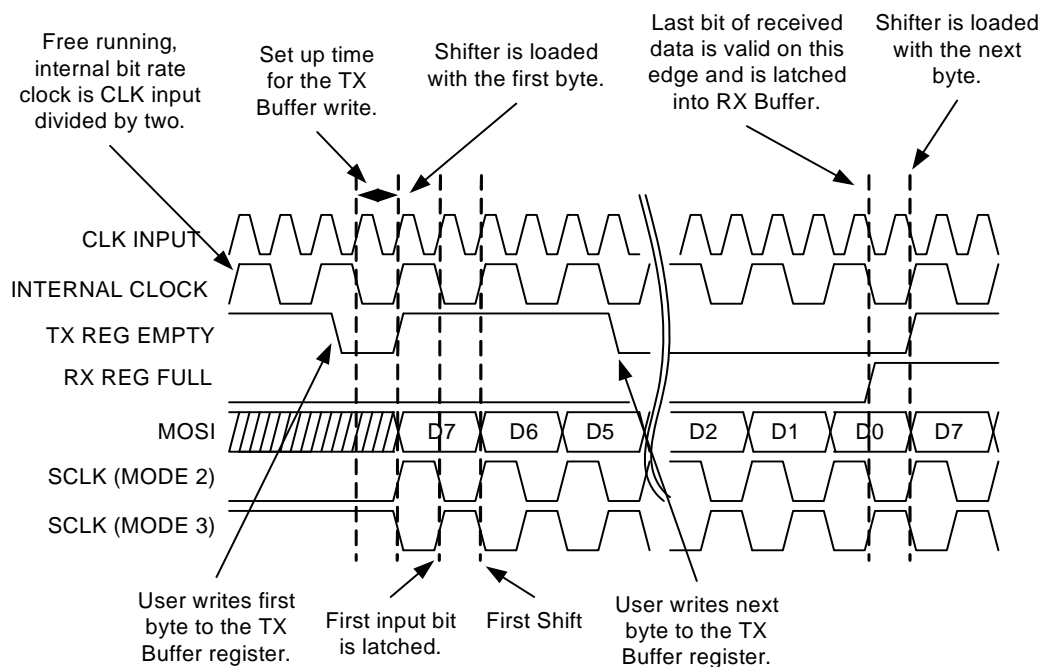 Free running,
internal bit rate
clock is CLK input
divided by two.
Set up time
for the TX
Buffer write.
Shifter is loaded
with the first byte.
Last bit of received
data is valid on this
edge and is latched
into RX Buffer.
Shifter is loaded
with the next
byte.
CLK INPUT
INTERNAL CLOCK
TX REG EMPTY
RX REG FULL
MOSI
D7
D6
D5
D2
D1
D0
D7
SCLK (MODE 2)
SCLK (MODE 3)
User writes first
byte to the TX
Buffer register.
First input bit
is latched.
First Shift
User writes next
byte to the TX
Buffer register.